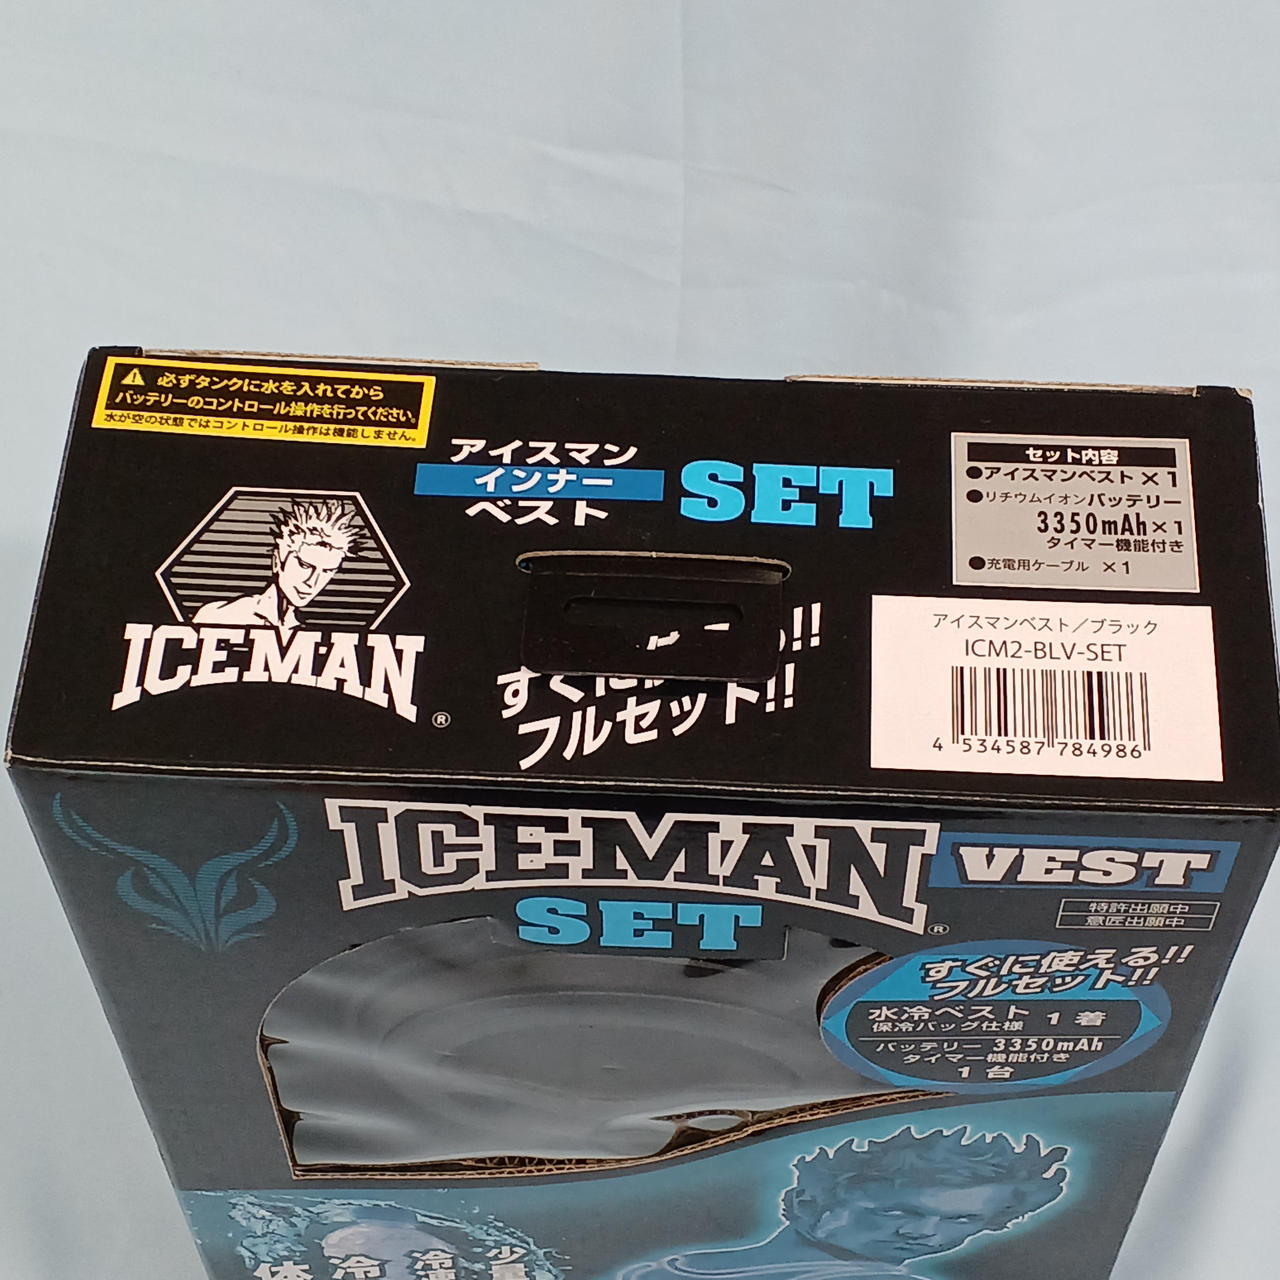 必ずタンクに水を入れてから
バッテリーのコントロール操作を行ってください。
水が空の状態ではコントロール操作は機能しません。
アイスマン
インナー
ベスト
SET
セット内容
●アイスマンベスト×1
●リチウムイオンバッテリー
3350mAh×1
タイマー機能付き
●充電用ケーブル ×1
ICEMAN®
フルセット!!
アイスマンベスト/ブラック
ICM2-BLV-SET
4 534587 784986
ICEMAN®
VEST
SET
特許出願中
意匠出願中
すぐに使える!!
フルセット!!
水冷ベスト
保冷バッグ仕様
1着
バッテリー 3350mAh
タイマー機能付き
1台